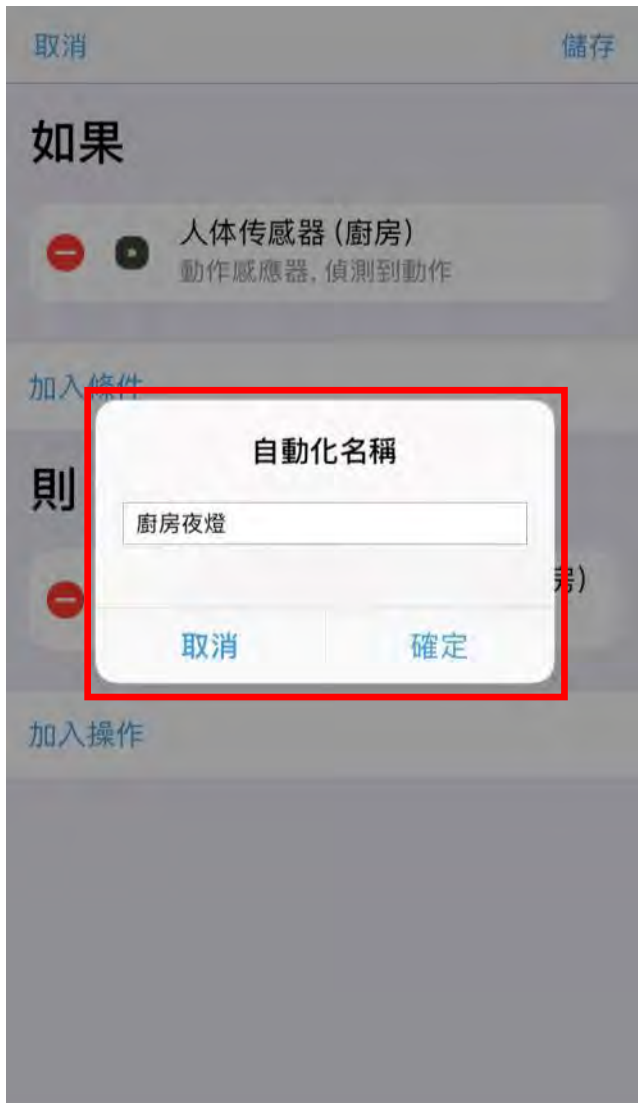 取消 儲存
如果
人体传感器 (廚房)
動作感應器, 偵測到動作
加入條件
自動化名稱
則
廚房夜燈
房)
取消 確定
加入操作